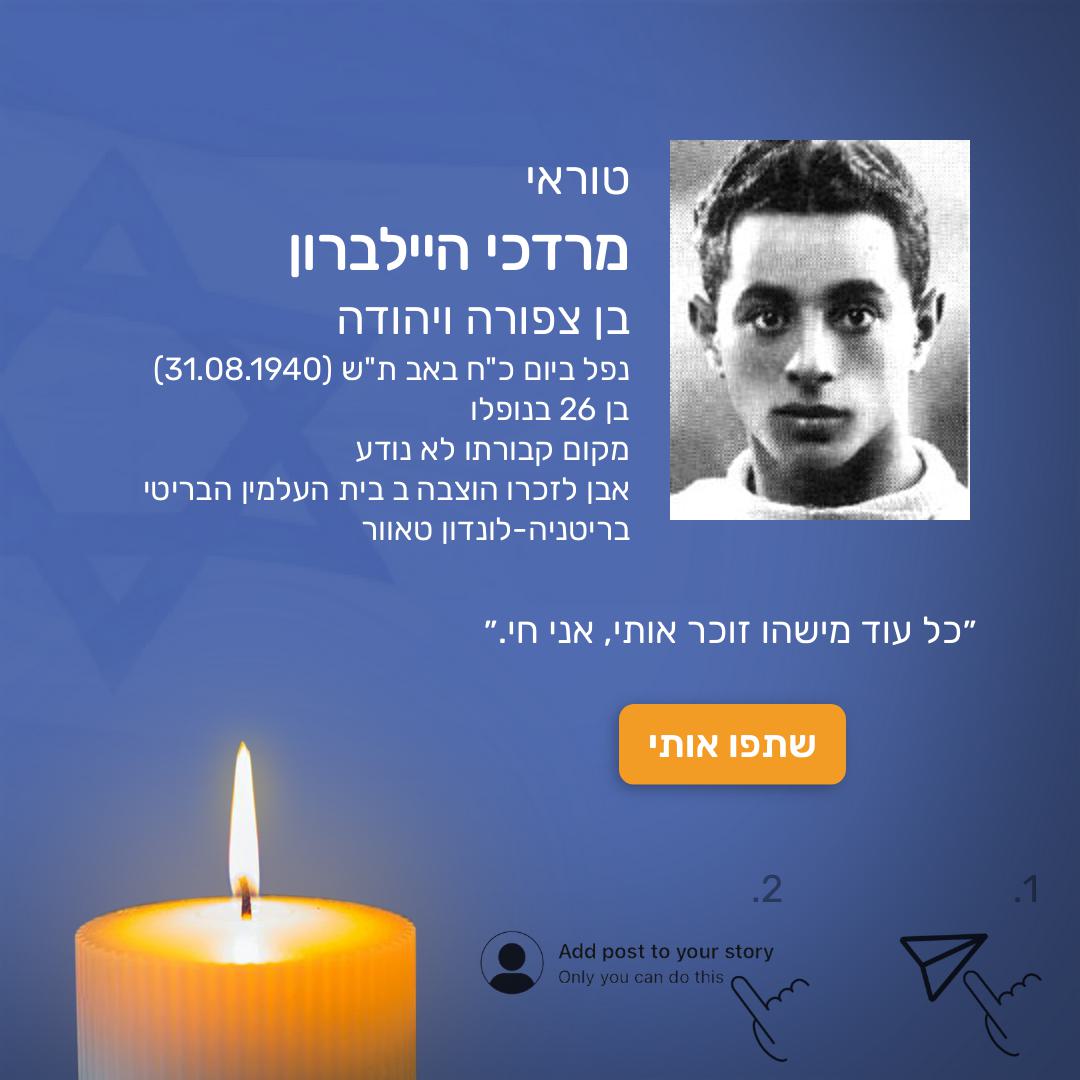 טוראי
מרדכי היילברון
בן צפורה ויהודה
נפל ביום כ"ח באב ת"ש (31.08.1940)
בן 26 בנופלו
מקום קבורתו לא נודע
אבן לזכרו הוצבה ב בית העלמין הבריטי
בריטניה-לונדון טאוור
״כל עוד מישהו זוכר אותי, אני חי.״
שתפו אותי
.1
.2
Add post to your story
Only you can do this